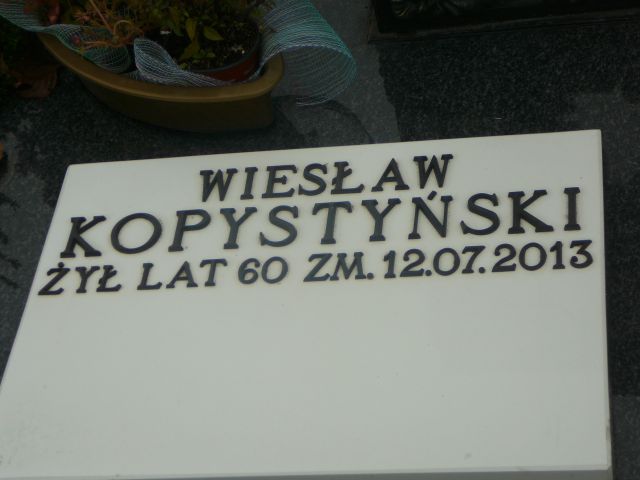 WIESŁAW
KOPYSTYŃSKI
ŻYŁ LAT 60 ZM. 12.07.2013